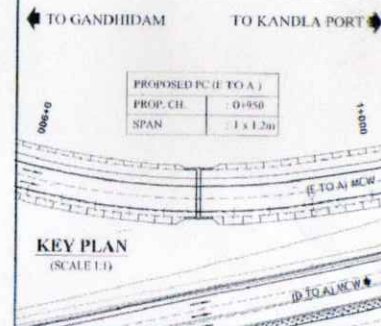 TO GANDHIDAM TO KANDLA PORT
PROPOSED PC (E TO A )
PROP. CH. : 0+950
SPAN : 1 x 1.2m
0+900
1+000
(E TO A) MCW
KEY PLAN
(SCALE 1:1)
(D TO A) MCW